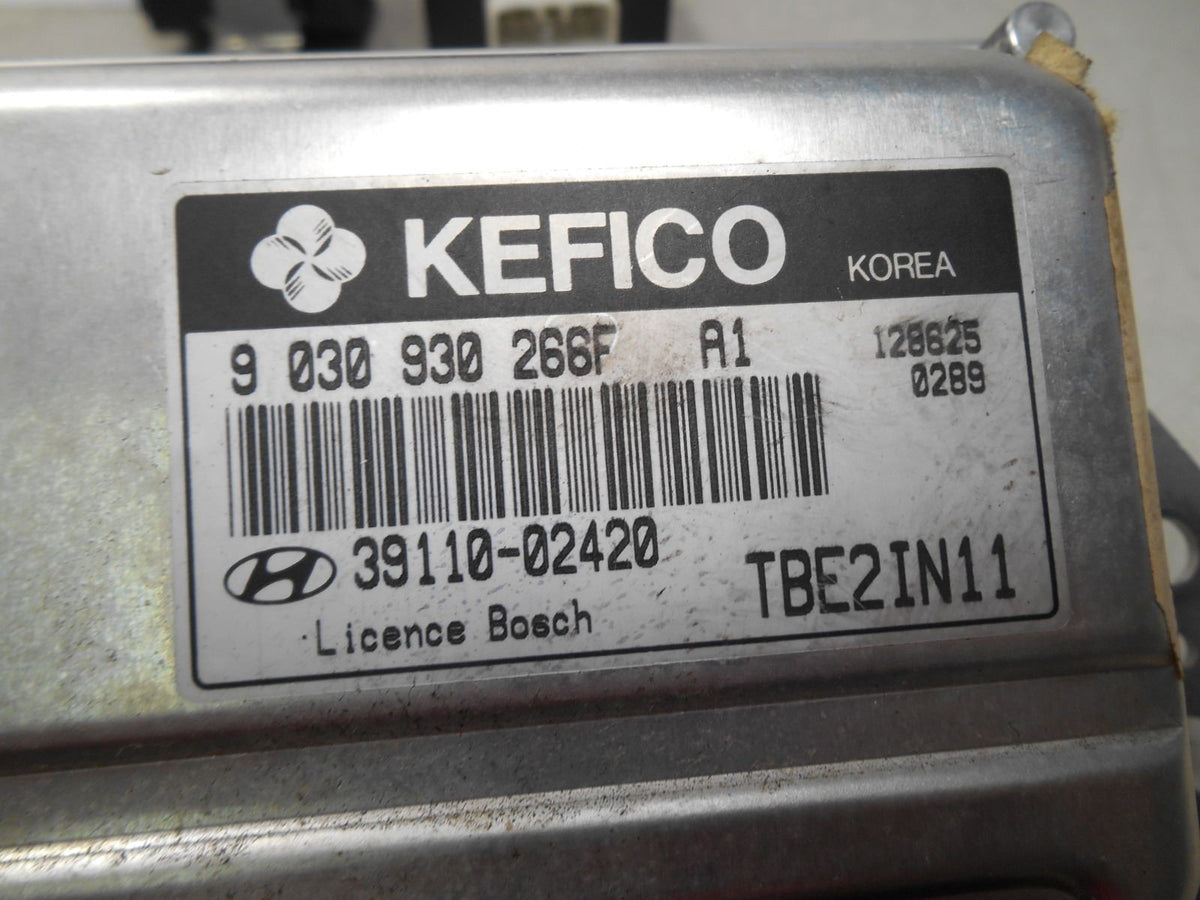 KEFICO KOREA
9 030 930 266F A1 128625
0289
39110-02420
TBE2IN11
Licence Bosch